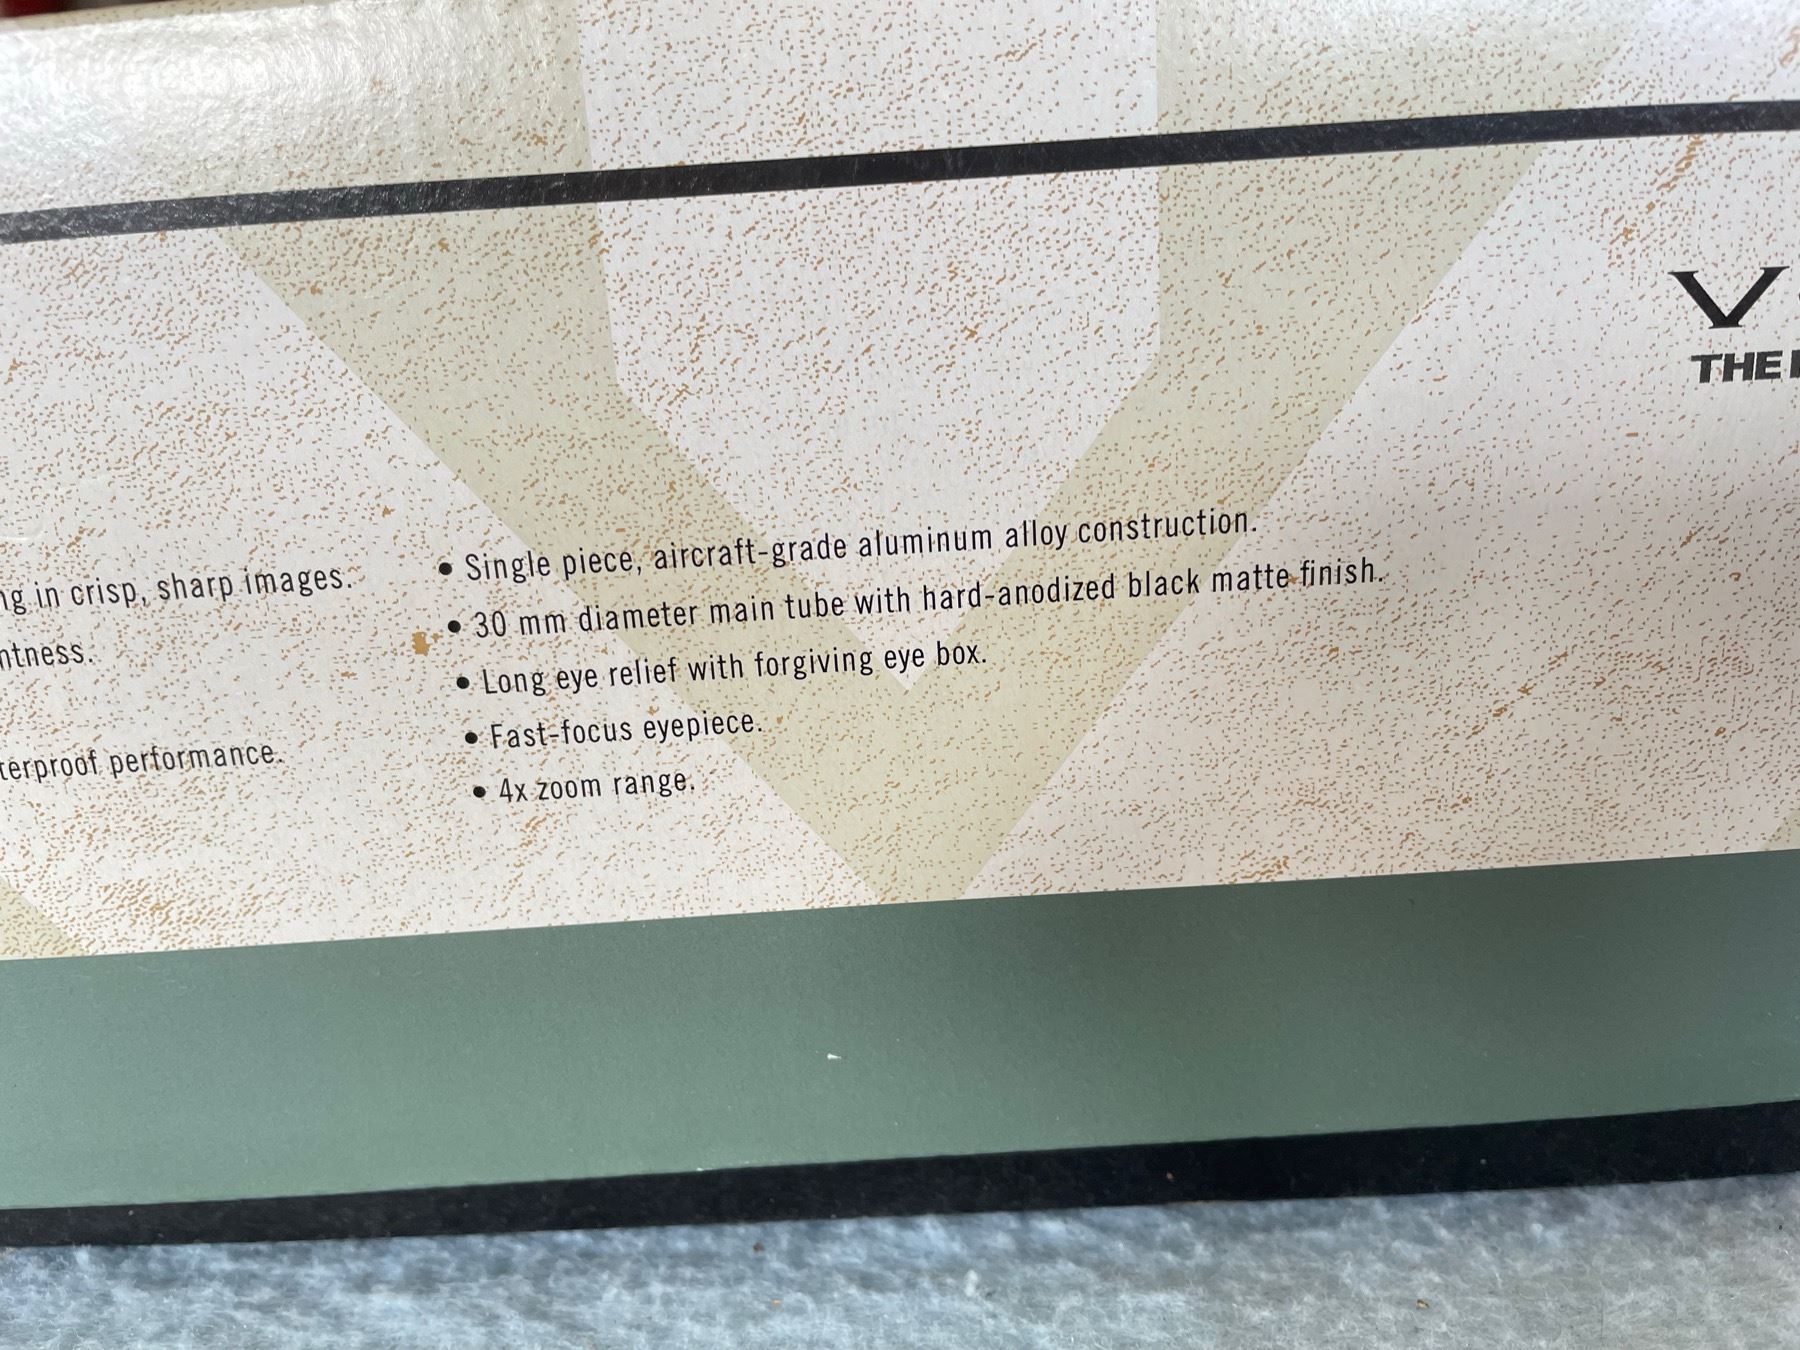 V
THE
ng in crisp, sharp images.
ntness.
terproof performance.
• Single piece, aircraft-grade aluminum alloy construction.
• 30 mm diameter main tube with hard-anodized black matte finish.
• Long eye relief with forgiving eye box.
• Fast-focus eyepiece.
• 4x zoom range.